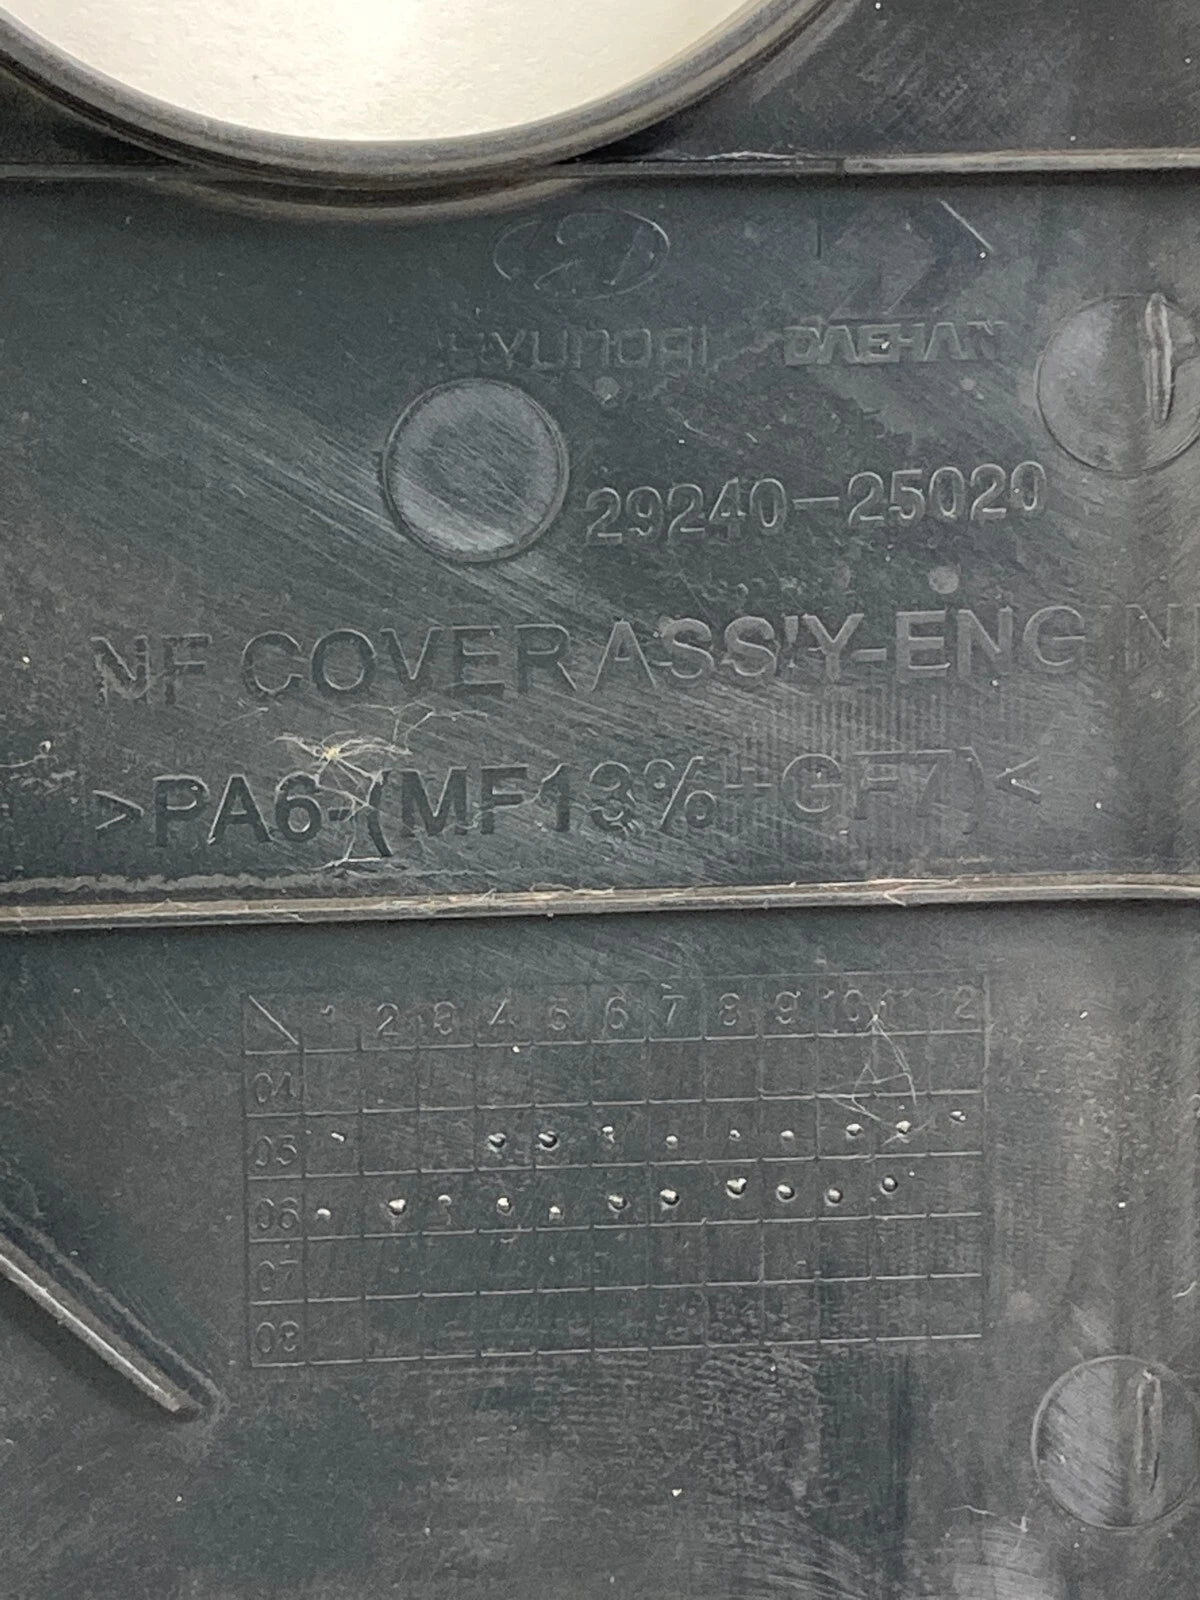 HYUNDAI DAEHAN
29240-25020
NF COVER ASS'Y-ENGIN
>PA6-(MF13%+GF7)<
1 2 3 4 5 6 7 8 9 10 11 12
04
05
06
07
08